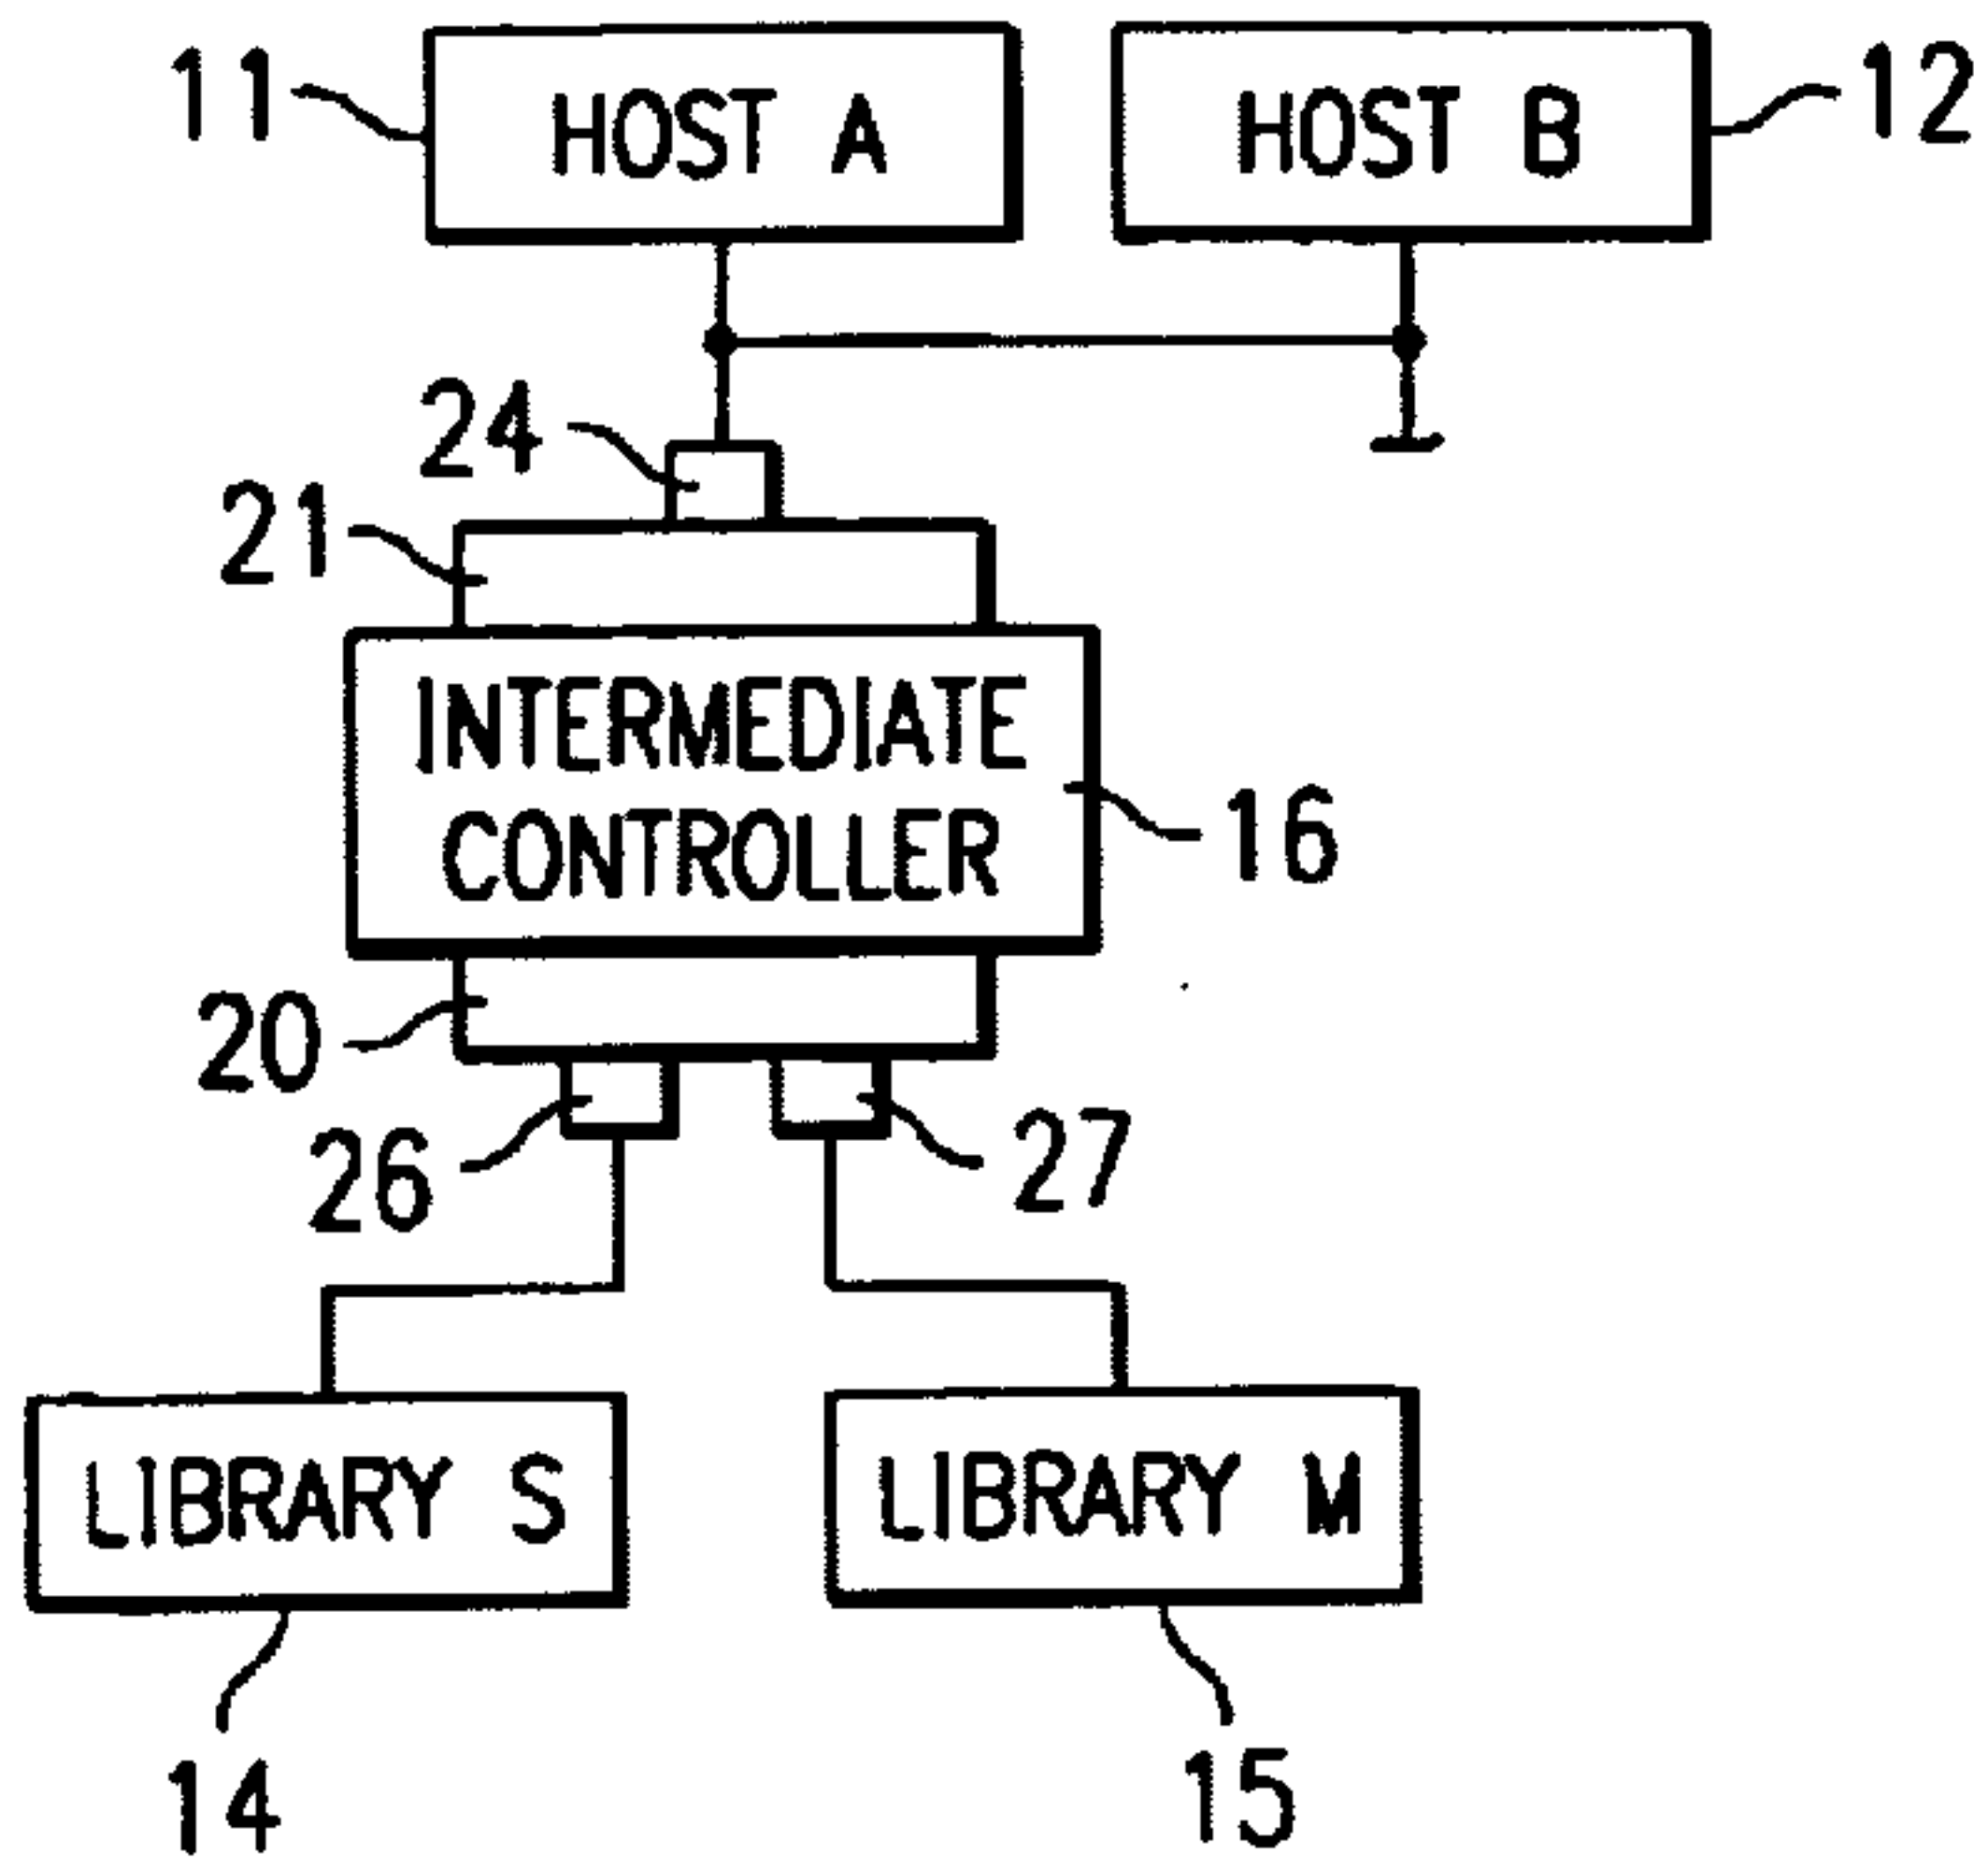 11
HOST A
HOST B
12
24
21
INTERMEDIATE
CONTROLLER
16
20
26
27
LIBRARY S
LIBRARY M
14
15